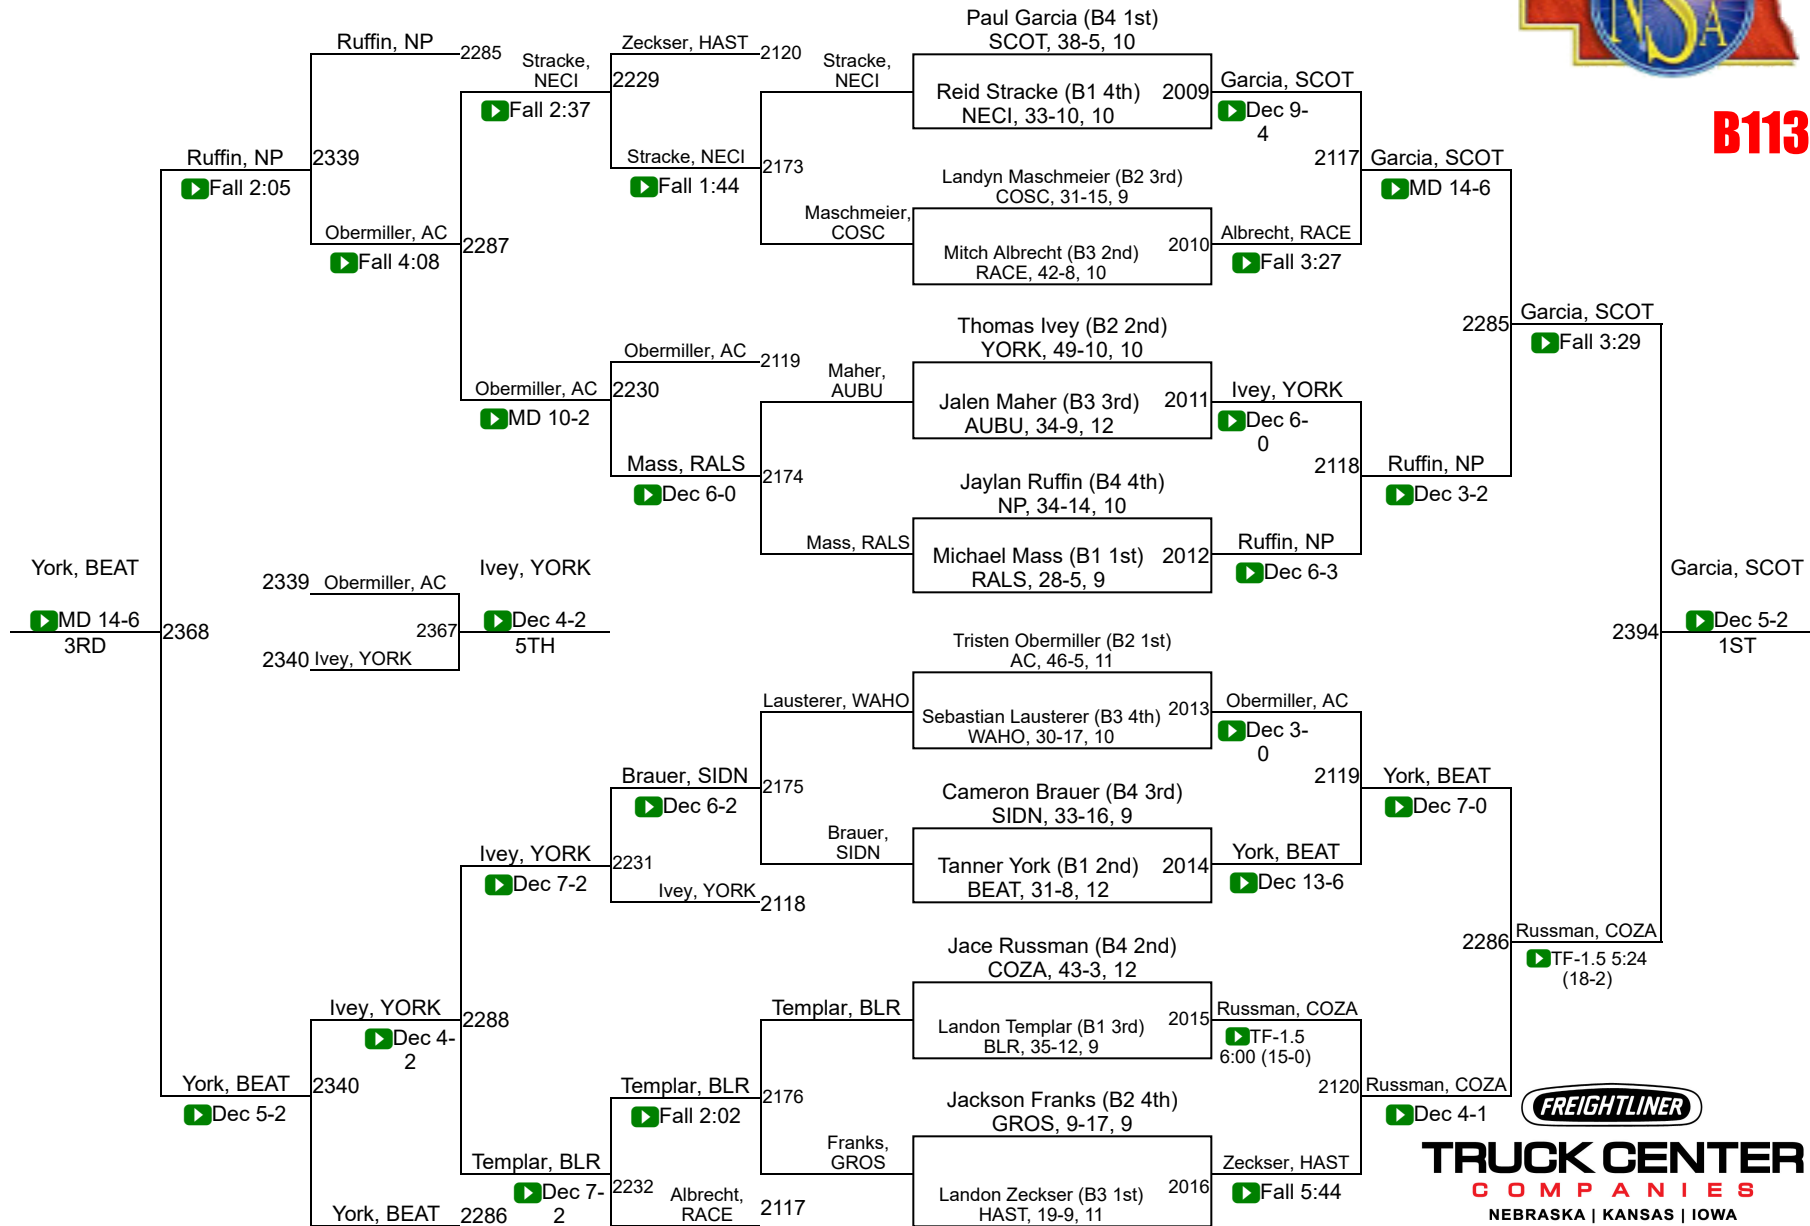 NSA
B113
Paul Garcia (B4 1st)
SCOT, 38-5, 10
Reid Stracke (B1 4th)
NECI, 33-10, 10
2009
Landyn Maschmeier (B2 3rd)
COSC, 31-15, 9
Mitch Albrecht (B3 2nd)
RACE, 42-8, 10
2010
Thomas Ivey (B2 2nd)
YORK, 49-10, 10
Jalen Maher (B3 3rd)
AUBU, 34-9, 12
2011
Jaylan Ruffin (B4 4th)
NP, 34-14, 10
Michael Mass (B1 1st)
RALS, 28-5, 9
2012
Tristen Obermiller (B2 1st)
AC, 46-5, 11
Sebastian Lausterer (B3 4th)
WAHO, 30-17, 10
2013
Cameron Brauer (B4 3rd)
SIDN, 33-16, 9
Tanner York (B1 2nd)
BEAT, 31-8, 12
2014
Jace Russman (B4 2nd)
COZA, 43-3, 12
Landon Templar (B1 3rd)
BLR, 35-12, 9
2015
Jackson Franks (B2 4th)
GROS, 9-17, 9
Landon Zeckser (B3 1st)
HAST, 19-9, 11
2016
Garcia, SCOT
Dec 9-
4
2117
Albrecht, RACE
Fall 3:27
Ivey, YORK
Dec 6-
0
2118
Ruffin, NP
Dec 6-3
Obermiller, AC
Dec 3-
0
2119
York, BEAT
Dec 13-6
Russman, COZA
TF-1.5
6:00 (15-0)
2120
Zeckser, HAST
Fall 5:44
Garcia, SCOT
MD 14-6
2285
Ruffin, NP
Dec 3-2
York, BEAT
Dec 7-0
2286
Russman, COZA
Dec 4-1
Garcia, SCOT
Fall 3:29
2394
Russman, COZA
TF-1.5 5:24
(18-2)
Garcia, SCOT
Dec 5-2
1ST
Stracke,
NECI
2173
Maschmeier,
COSC
Maher,
AUBU
2174
Mass, RALS
Lausterer, WAHO
2175
Brauer,
SIDN
Templar, BLR
2176
Franks,
GROS
Zeckser, HAST
2120
2229
Stracke, NECI
Fall 1:44
Obermiller, AC
2119
2230
Mass, RALS
Dec 6-0
Brauer, SIDN
Dec 6-2
2231
Ivey, YORK
2118
Templar, BLR
Fall 2:02
2232
Albrecht,
RACE
2117
Stracke,
NECI
Fall 2:37
2287
Obermiller, AC
MD 10-2
Ivey, YORK
Dec 7-2
2288
Templar, BLR
Dec 7-
2
Ruffin, NP
2285
2339
Obermiller, AC
Fall 4:08
Ivey, YORK
Dec 4-
2
2340
York, BEAT
2286
Ruffin, NP
Fall 2:05
2368
York, BEAT
Dec 5-2
York, BEAT
MD 14-6
3RD
2339
Obermiller, AC
2367
2340
Ivey, YORK
Ivey, YORK
Dec 4-2
5TH
FREIGHTLINER
TRUCK CENTER
COMPANIES
NEBRASKA | KANSAS | IOWA